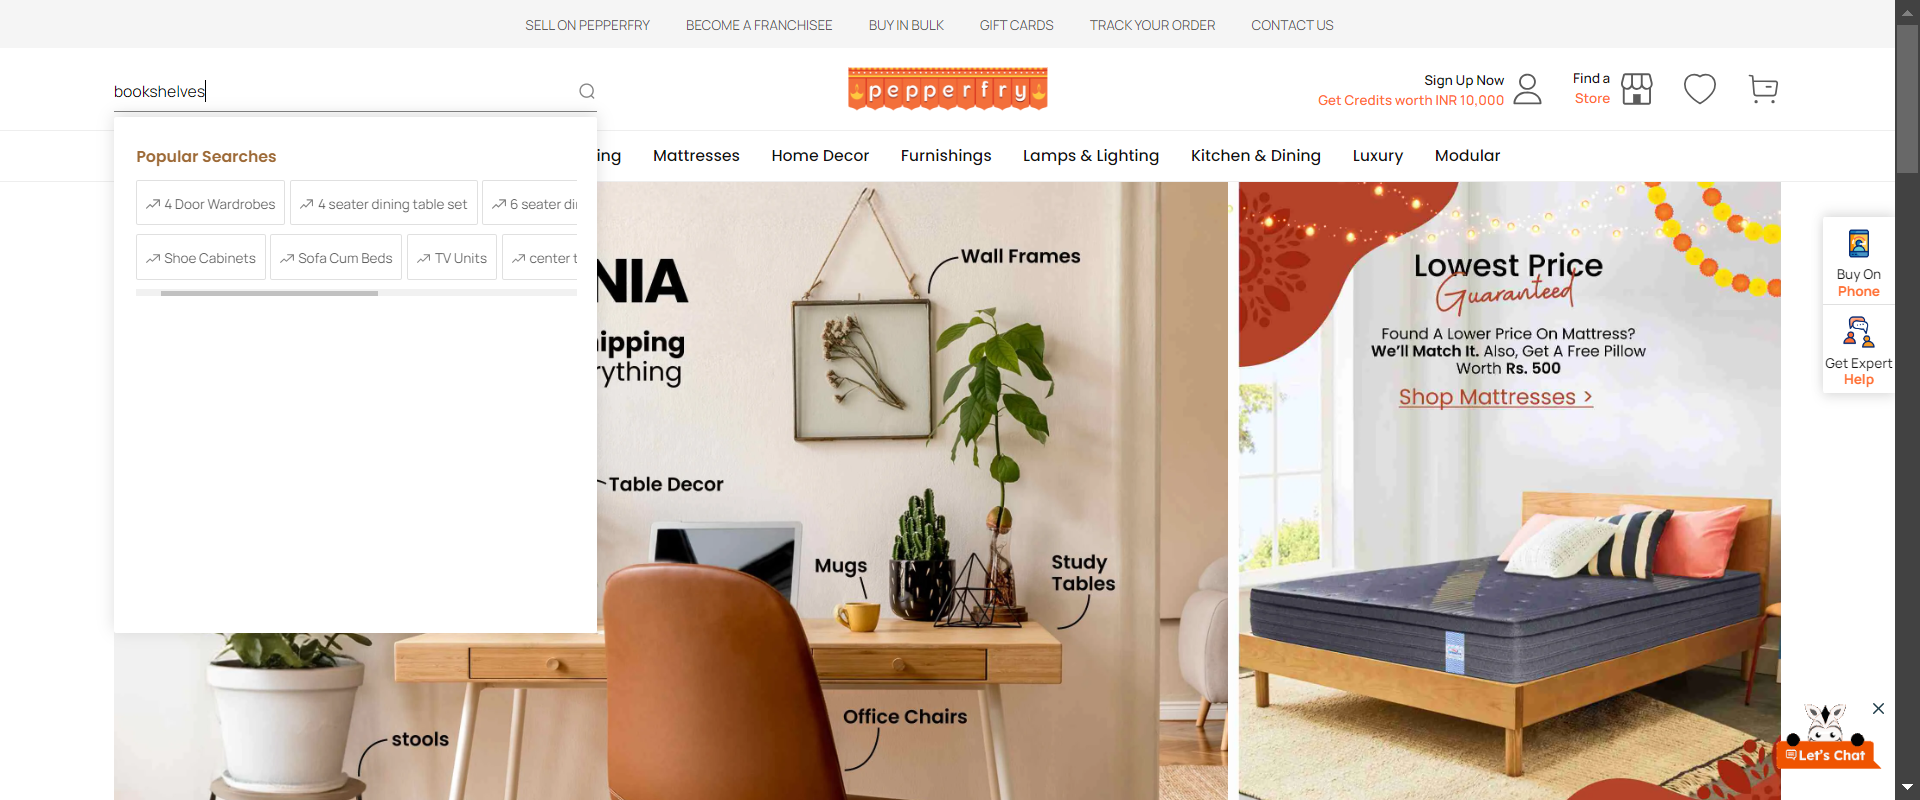 SELL ON PEPPERFRY BECOME A FRANCHISEE BUY IN BULK GIFT CARDS TRACK YOUR ORDER CONTACT US
bookshelves
pepperfry
Sign Up Now
Get Credits worth INR 10,000
Find a
Store
ing Mattresses Home Decor Furnishings Lamps & Lighting Kitchen & Dining Luxury Modular
Popular Searches
4 Door Wardrobes
4 seater dining table set
6 seater di
Shoe Cabinets
Sofa Cum Beds
TV Units
center t
NIA
ipping
rything
Wall Frames
Table Decor
Mugs
Study
Tables
Office Chairs
stools
Lowest Price
Guaranteed
Found A Lower Price On Mattress?
We'll Match It. Also, Get A Free Pillow
Worth Rs. 500
Shop Mattresses >
Buy On
Phone
Get Expert
Help
Let's Chat